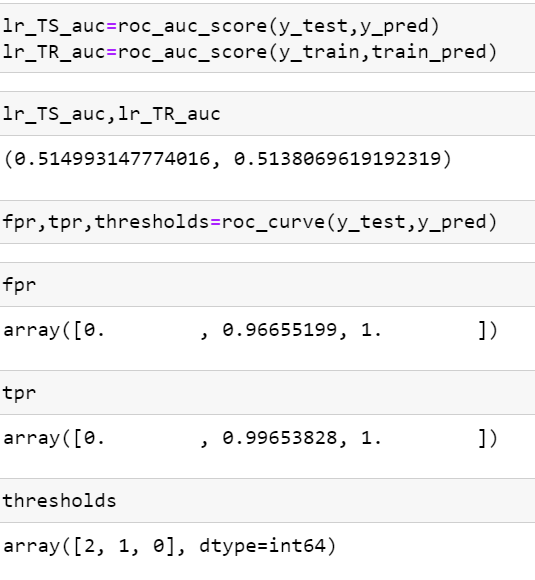 lr_TS_auc=roc_auc_score(y_test,y_pred)
lr_TR_auc=roc_auc_score(y_train,train_pred)
lr_TS_auc,lr_TR_auc
(0.514993147774016, 0.5138069619192319)
fpr,tpr,thresholds=roc_curve(y_test,y_pred)
fpr
array([0.        , 0.96655199, 1.        ])
tpr
array([0.        , 0.99653828, 1.        ])
thresholds
array([2, 1, 0], dtype=int64)